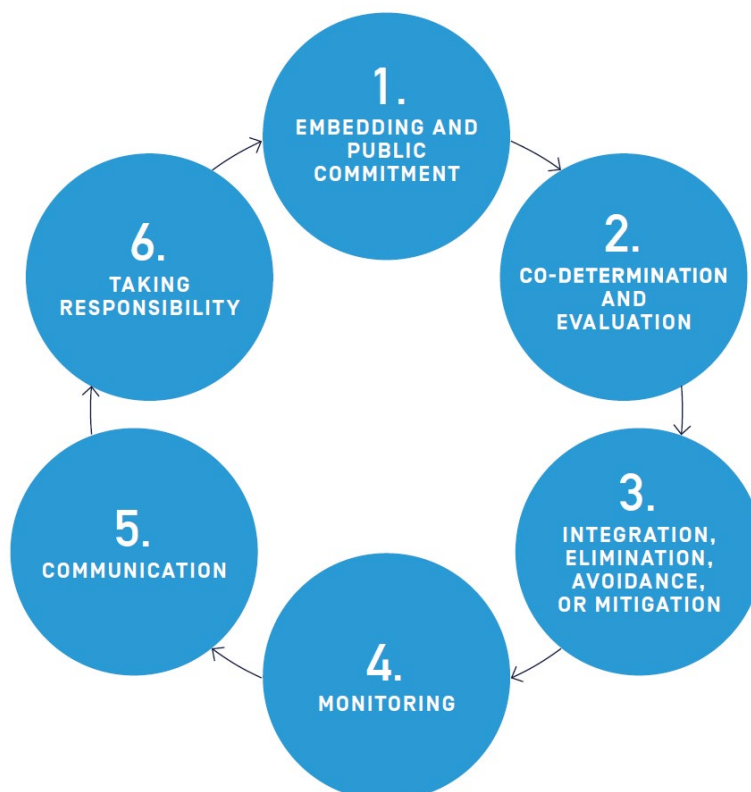 1.
EMBEDDING AND
PUBLIC
COMMITMENT
2.
CO-DETERMINATION
AND
EVALUATION
3.
INTEGRATION,
ELIMINATION,
AVOIDANCE,
OR MITIGATION
4.
MONITORING
5.
COMMUNICATION
6.
TAKING
RESPONSIBILITY